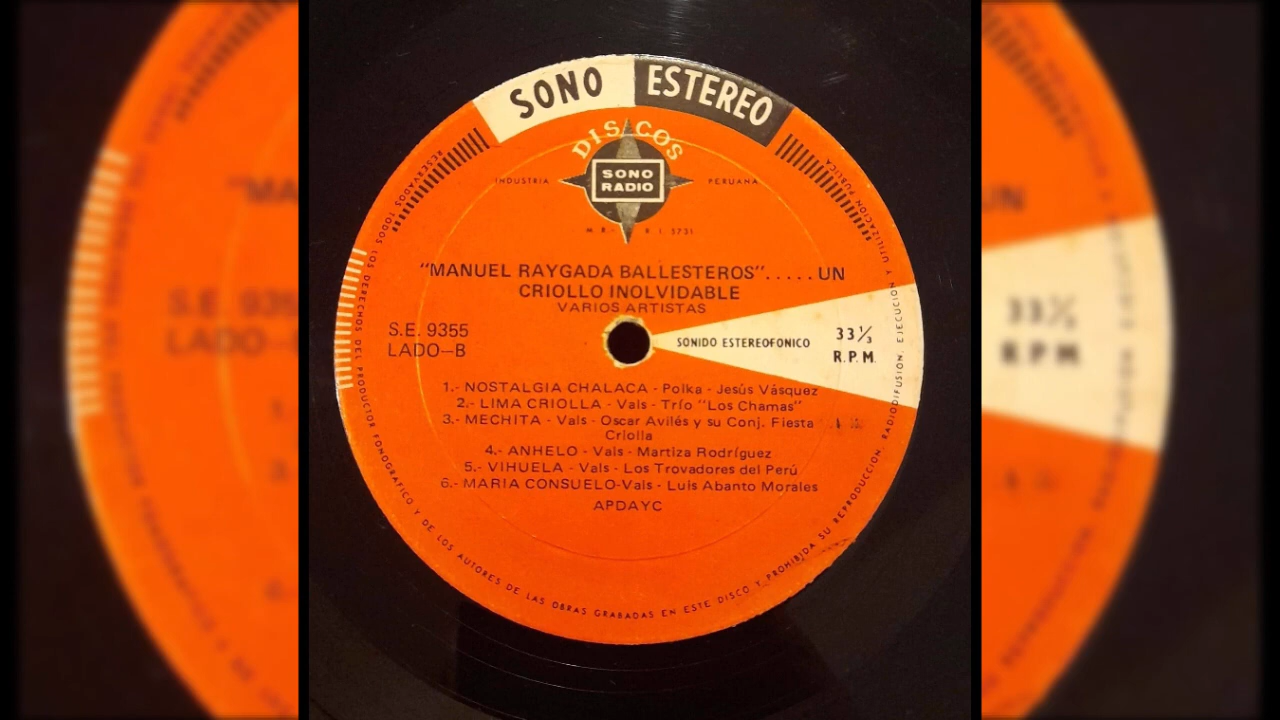 SONO ESTEREO
DISCOS
SONO
RADIO
INDUSTRIA PERUANA
M R - R I 5731
"MANUEL RAYGADA BALLESTEROS".....UN
CRIOLLO INOLVIDABLE
VARIOS ARTISTAS
S.E. 9355
LADO--B
SONIDO ESTEREOFONICO
33⅓
R.P.M.
1.- NOSTALGIA CHALACA - Polka - Jesús Vásquez
2.- LIMA CRIOLLA - Vals - Trío "Los Chamas"
3.- MECHITA - Vals - Oscar Avilés y su Conj. Fiesta
Criolla
4.- ANHELO - Vals - Martiza Rodríguez
5.- VIHUELA - Vals - Los Trovadores del Perú
6.- MARIA CONSUELO-Vals - Luis Abanto Morales
APDAYC
RESERVADOS TODOS LOS DERECHOS DEL PRODUCTOR FONOGRAFICO Y DE LOS AUTORES DE LAS OBRAS GRABADAS EN ESTE DISCO Y PROHIBIDA SU REPRODUCCION, RADIODIFUSION, EJECUCION Y UTILIZACION PUBLICA